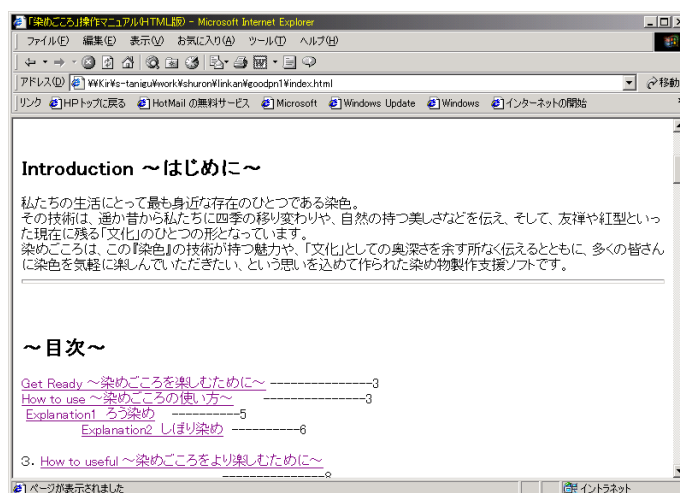 「染めごころ」操作マニュアル(HTML版) - Microsoft Internet Explorer
ファイル(F) 編集(E) 表示(V) お気に入り(A) ツール(T) ヘルプ(H)
アドレス(D) ¥¥Kir¥s-tanigu¥work¥shuron¥linkan¥goodpn1¥index.html 移動
リンク HPトップに戻る HotMail の無料サービス Microsoft Windows Update Windows インターネットの開始
Introduction ～はじめに～
私たちの生活にとって最も身近な存在のひとつである染色。
その技術は、遥か昔から私たちに四季の移り変わりや、自然の持つ美しさなどを伝え、そして、友禅や紅型といっ
た現在に残る「文化」のひとつの形となっています。
染めごころは、この『染色』の技術が持つ魅力や、「文化」としての奥深さを余す所なく伝えるとともに、多くの皆さん
に染色を気軽に楽しんでいただきたい、という思いを込めて作られた染め物製作支援ソフトです。
～目次～
Get Ready ～染めごころを楽しむために～ ---------------3
How to use ～染めごころの使い方～ ---------------3
Explanation1 ろう染め ----------5
Explanation2 しぼり染め ----------6
3. How to useful ～染めごころをより楽しむために～
---------------8
ページが表示されました イントラネット